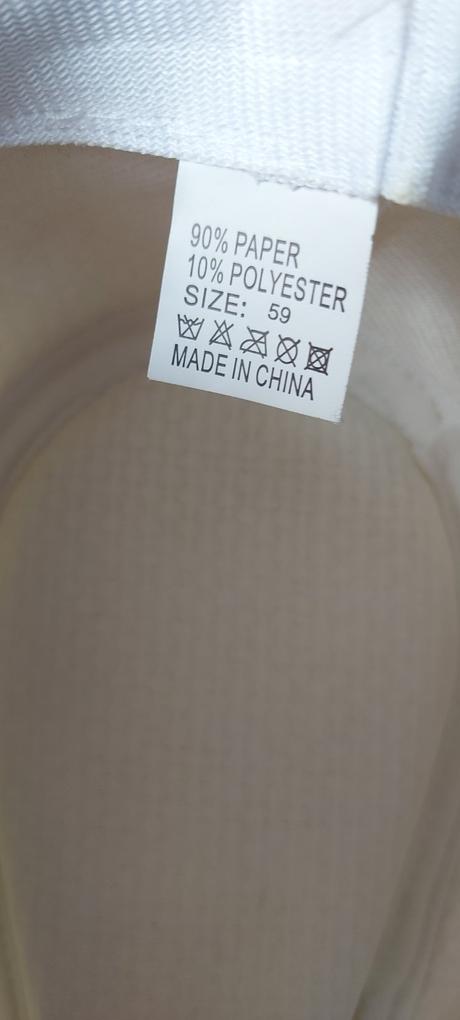 90% PAPER
10% POLYESTER
SIZE: 59
MADE IN CHINA